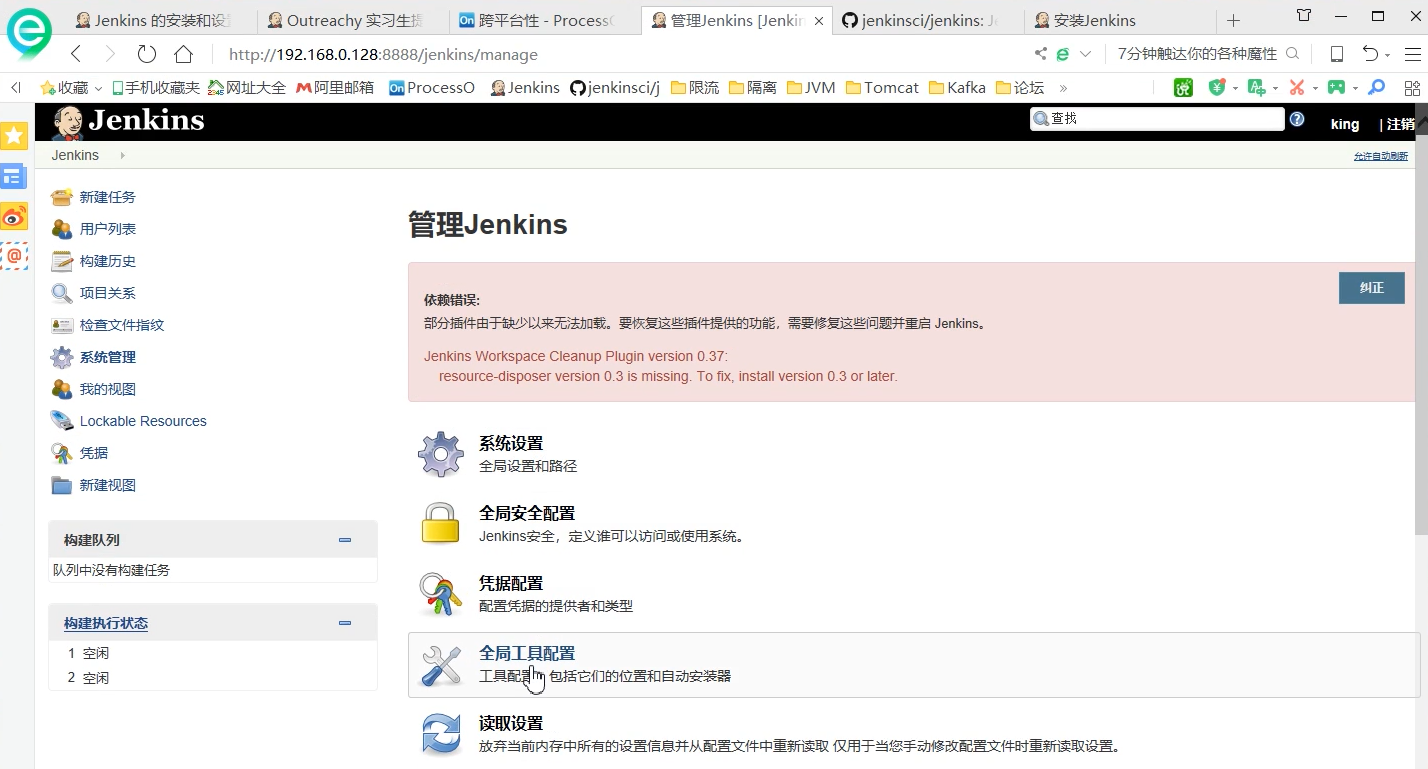 Jenkins 的安装和设
Outreachy 实习生提
On 跨平台性 - ProcessO
管理Jenkins [Jenkin
jenkinsci/jenkins: Je
安装Jenkins
http://192.168.0.128:8888/jenkins/manage
7分钟触达你的各种魔性
收藏
手机收藏夹
网址大全
阿里邮箱
On ProcessO
Jenkins
jenkinsci/j
限流
隔离
JVM
Tomcat
Kafka
论坛
Jenkins
查找
king
| 注销
Jenkins
允许自动刷新
新建任务
用户列表
构建历史
项目关系
检查文件指纹
系统管理
我的视图
Lockable Resources
凭据
新建视图
构建队列
队列中没有构建任务
构建执行状态
1 空闲
2 空闲
管理Jenkins
纠正
依赖错误:
部分插件由于缺少以来无法加载。要恢复这些插件提供的功能，需要修复这些问题并重启 Jenkins。
Jenkins Workspace Cleanup Plugin version 0.37:
resource-disposer version 0.3 is missing. To fix, install version 0.3 or later.
系统设置
全局设置和路径
全局安全配置
Jenkins安全，定义谁可以访问或使用系统。
凭据配置
配置凭据的提供者和类型
全局工具配置
工具配置，包括它们的位置和自动安装器
读取设置
放弃当前内存中所有的设置信息并从配置文件中重新读取 仅用于当您手动修改配置文件时重新读取设置。